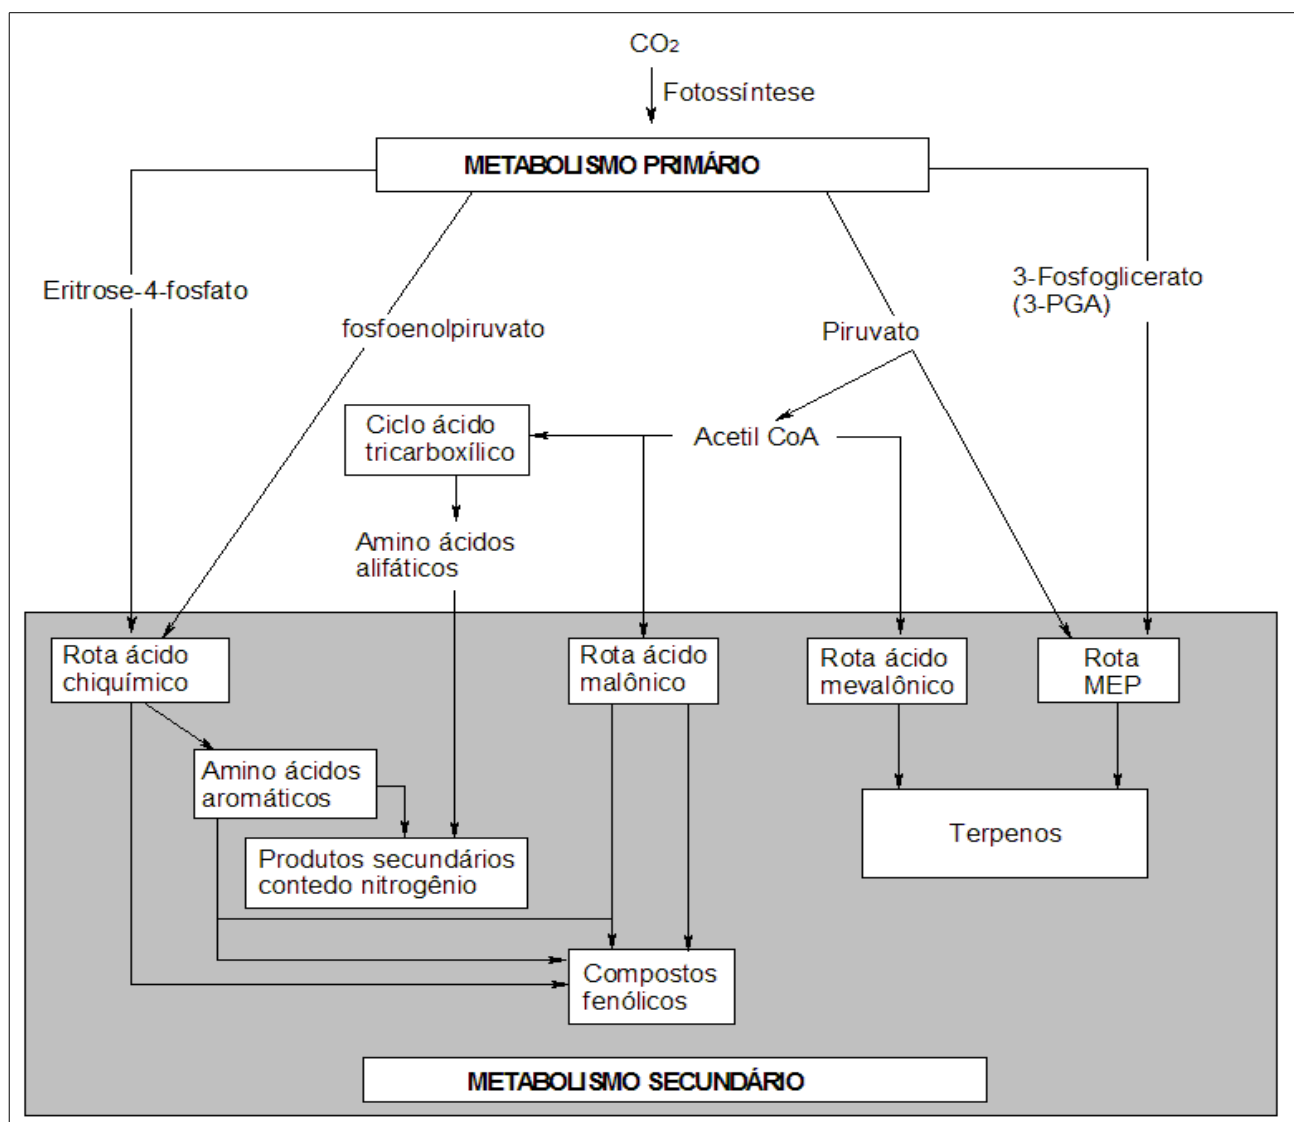 CO₂
Fotossíntese
METABOLISMO PRIMÁRIO
Eritrose-4-fosfato
fosfoenolpiruvato
Piruvato
3-Fosfoglicerato
(3-PGA)
Ciclo ácido
tricarboxílico
Acetil CoA
Amino ácidos
alifáticos
Rota ácido
chiquímico
Rota ácido
malônico
Rota ácido
mevalônico
Rota
MEP
Amino ácidos
aromáticos
Produtos secundários
contedo nitrogênio
Terpenos
Compostos
fenólicos
METABOLISMO SECUNDÁRIO